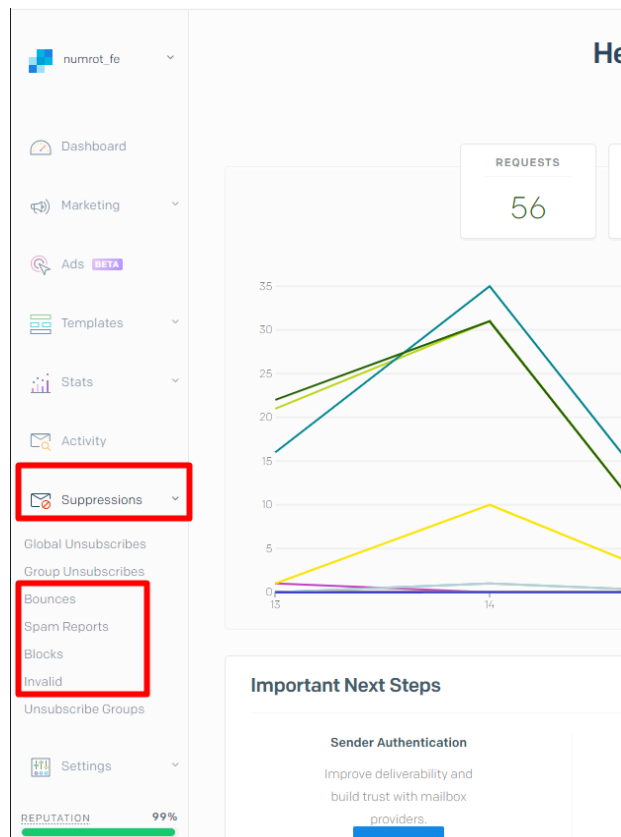 numrot_fe
Dashboard
Marketing
Ads BETA
Templates
Stats
Activity
Suppressions
Global Unsubscribes
Group Unsubscribes
Bounces
Spam Reports
Blocks
Invalid
Unsubscribe Groups
Settings
REPUTATION 99%
He
REQUESTS
56
35
30
25
20
15
10
5
0
13 14
Important Next Steps
Sender Authentication
Improve deliverability and
build trust with mailbox
providers.